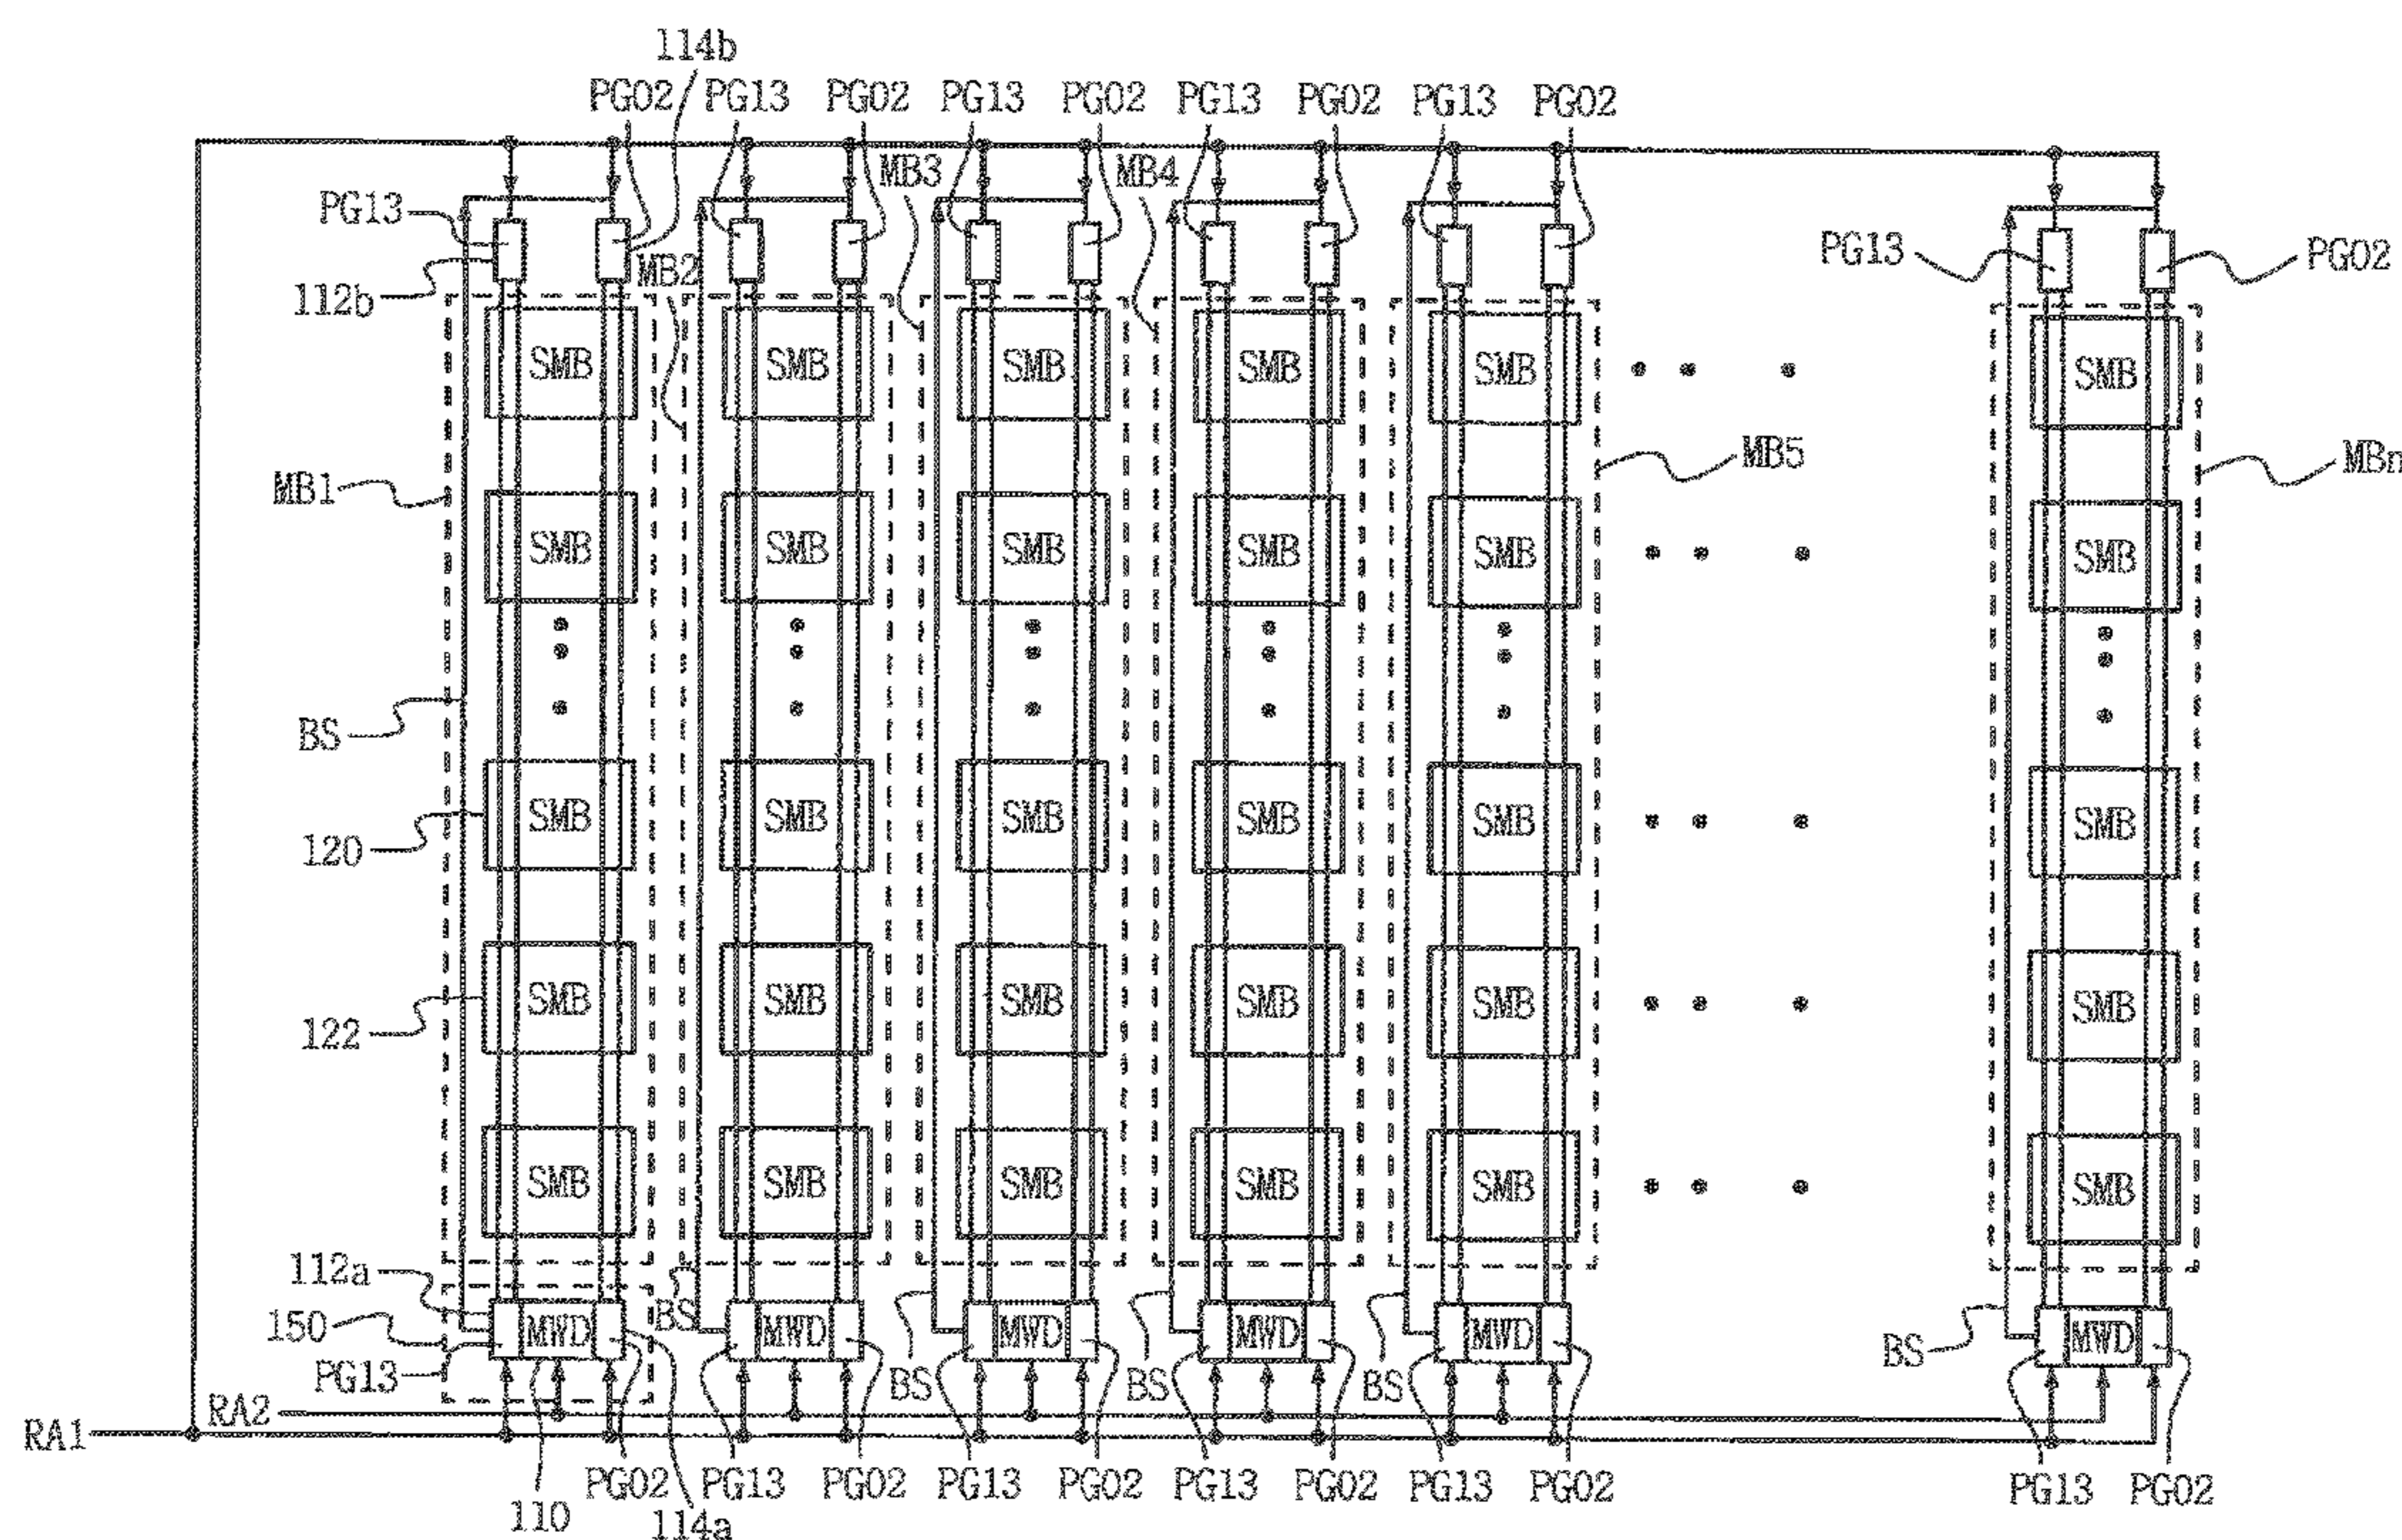 114b
PG02 PG13 PG02 PG13 PG02 PG13 PG02 PG13 PG02
MB3 MB4
PG13
PG13 PG02
MB2
112b
SMB SMB SMB SMB SMB SMB
MB5 MBn
MB1
SMB SMB SMB SMB SMB SMB
BS
SMB SMB SMB SMB SMB SMB
120
SMB SMB SMB SMB SMB SMB
122
SMB SMB SMB SMB SMB SMB
112a
BS
150 MWD MWD MWD MWD MWD MWD
BS
PG13
BS BS BS
RA2
RA1
PG02 PG13 PG02 PG13 PG02 PG13 PG02 PG13 PG02 PG13 PG02
110 114a